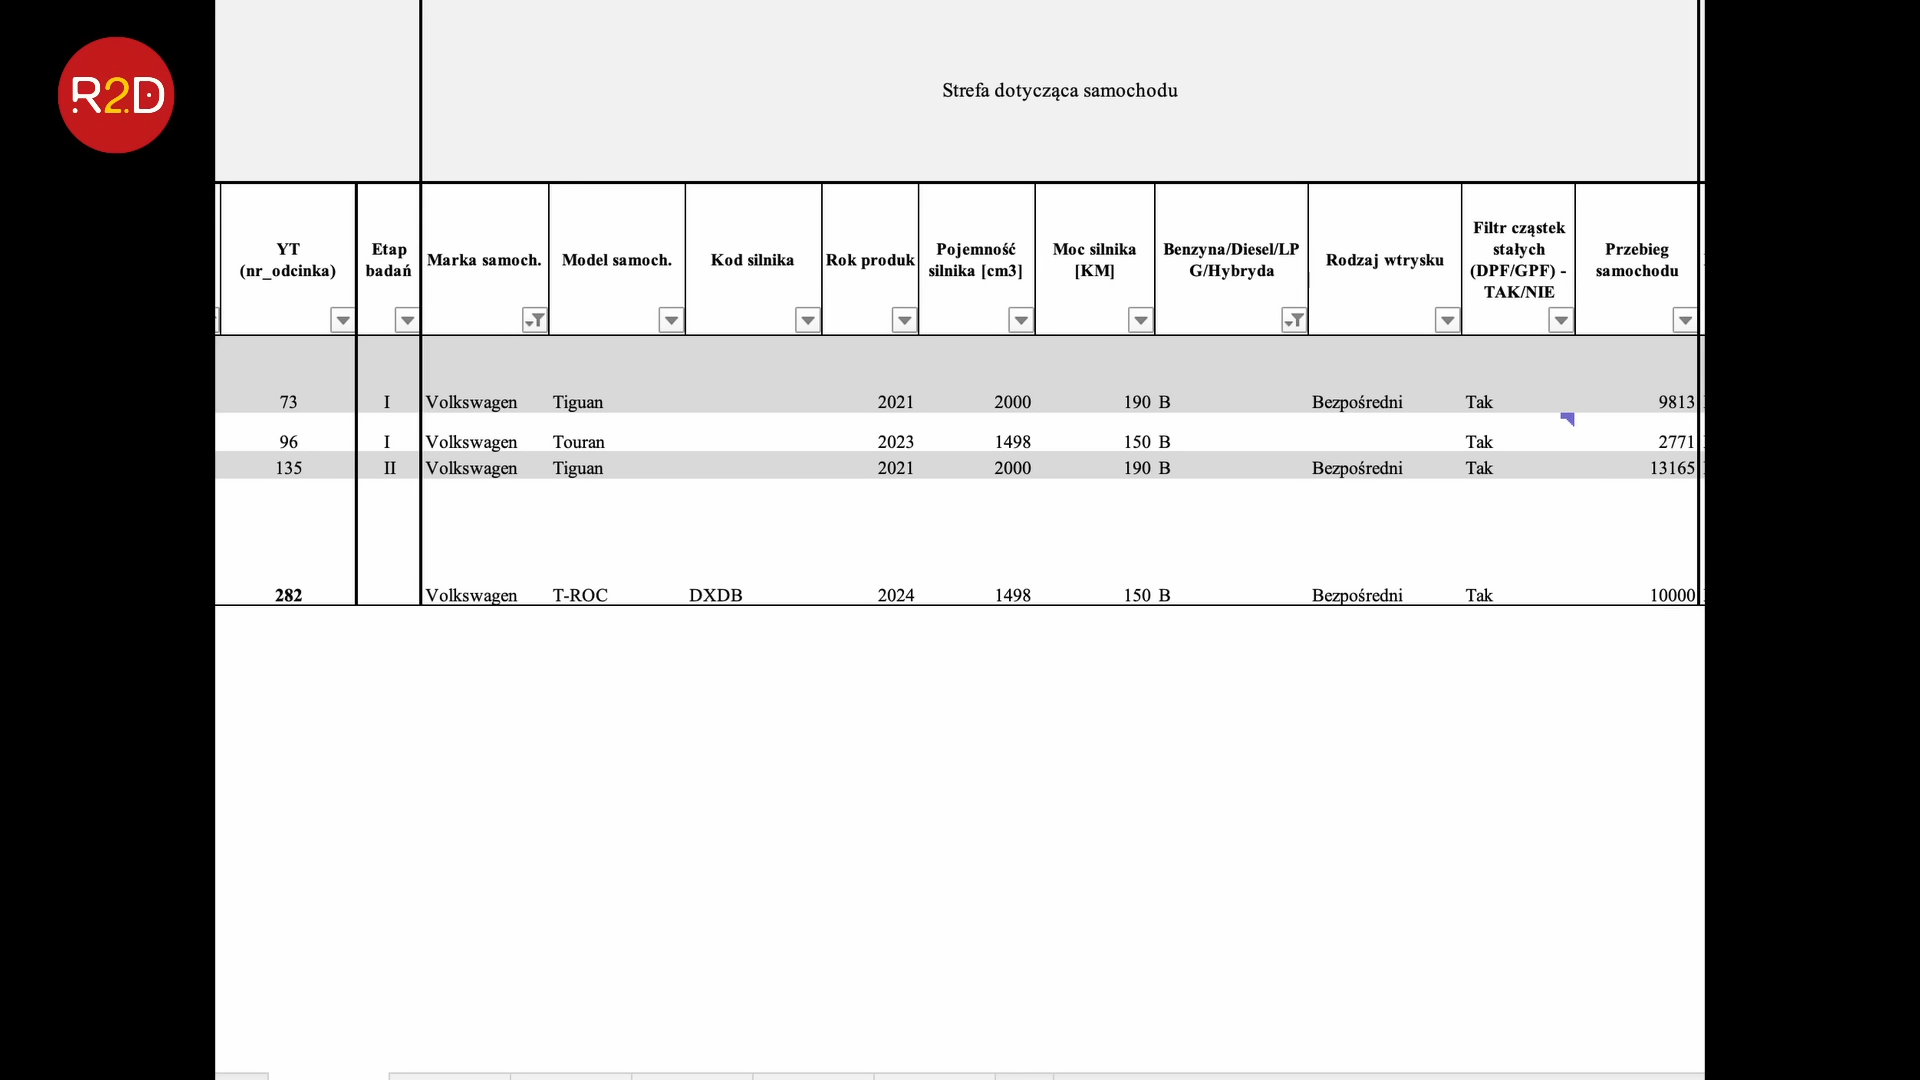 R2D
Strefa dotycząca samochodu
YT
(nr_odcinka)
Etap
badań
Marka samoch.
Model samoch.
Kod silnika
Rok produk
Pojemność
silnika [cm3]
Moc silnika
[KM]
Benzyna/Diesel/LP
G/Hybryda
Rodzaj wtrysku
Filtr cząstek
stałych
(DPF/GPF) -
TAK/NIE
Przebieg
samochodu
73 I Volkswagen Tiguan 2021 2000 190 B Bezpośredni Tak 9813
96 I Volkswagen Touran 2023 1498 150 B Tak 2771
135 II Volkswagen Tiguan 2021 2000 190 B Bezpośredni Tak 13165
282 Volkswagen T-ROC DXDB 2024 1498 150 B Bezpośredni Tak 10000